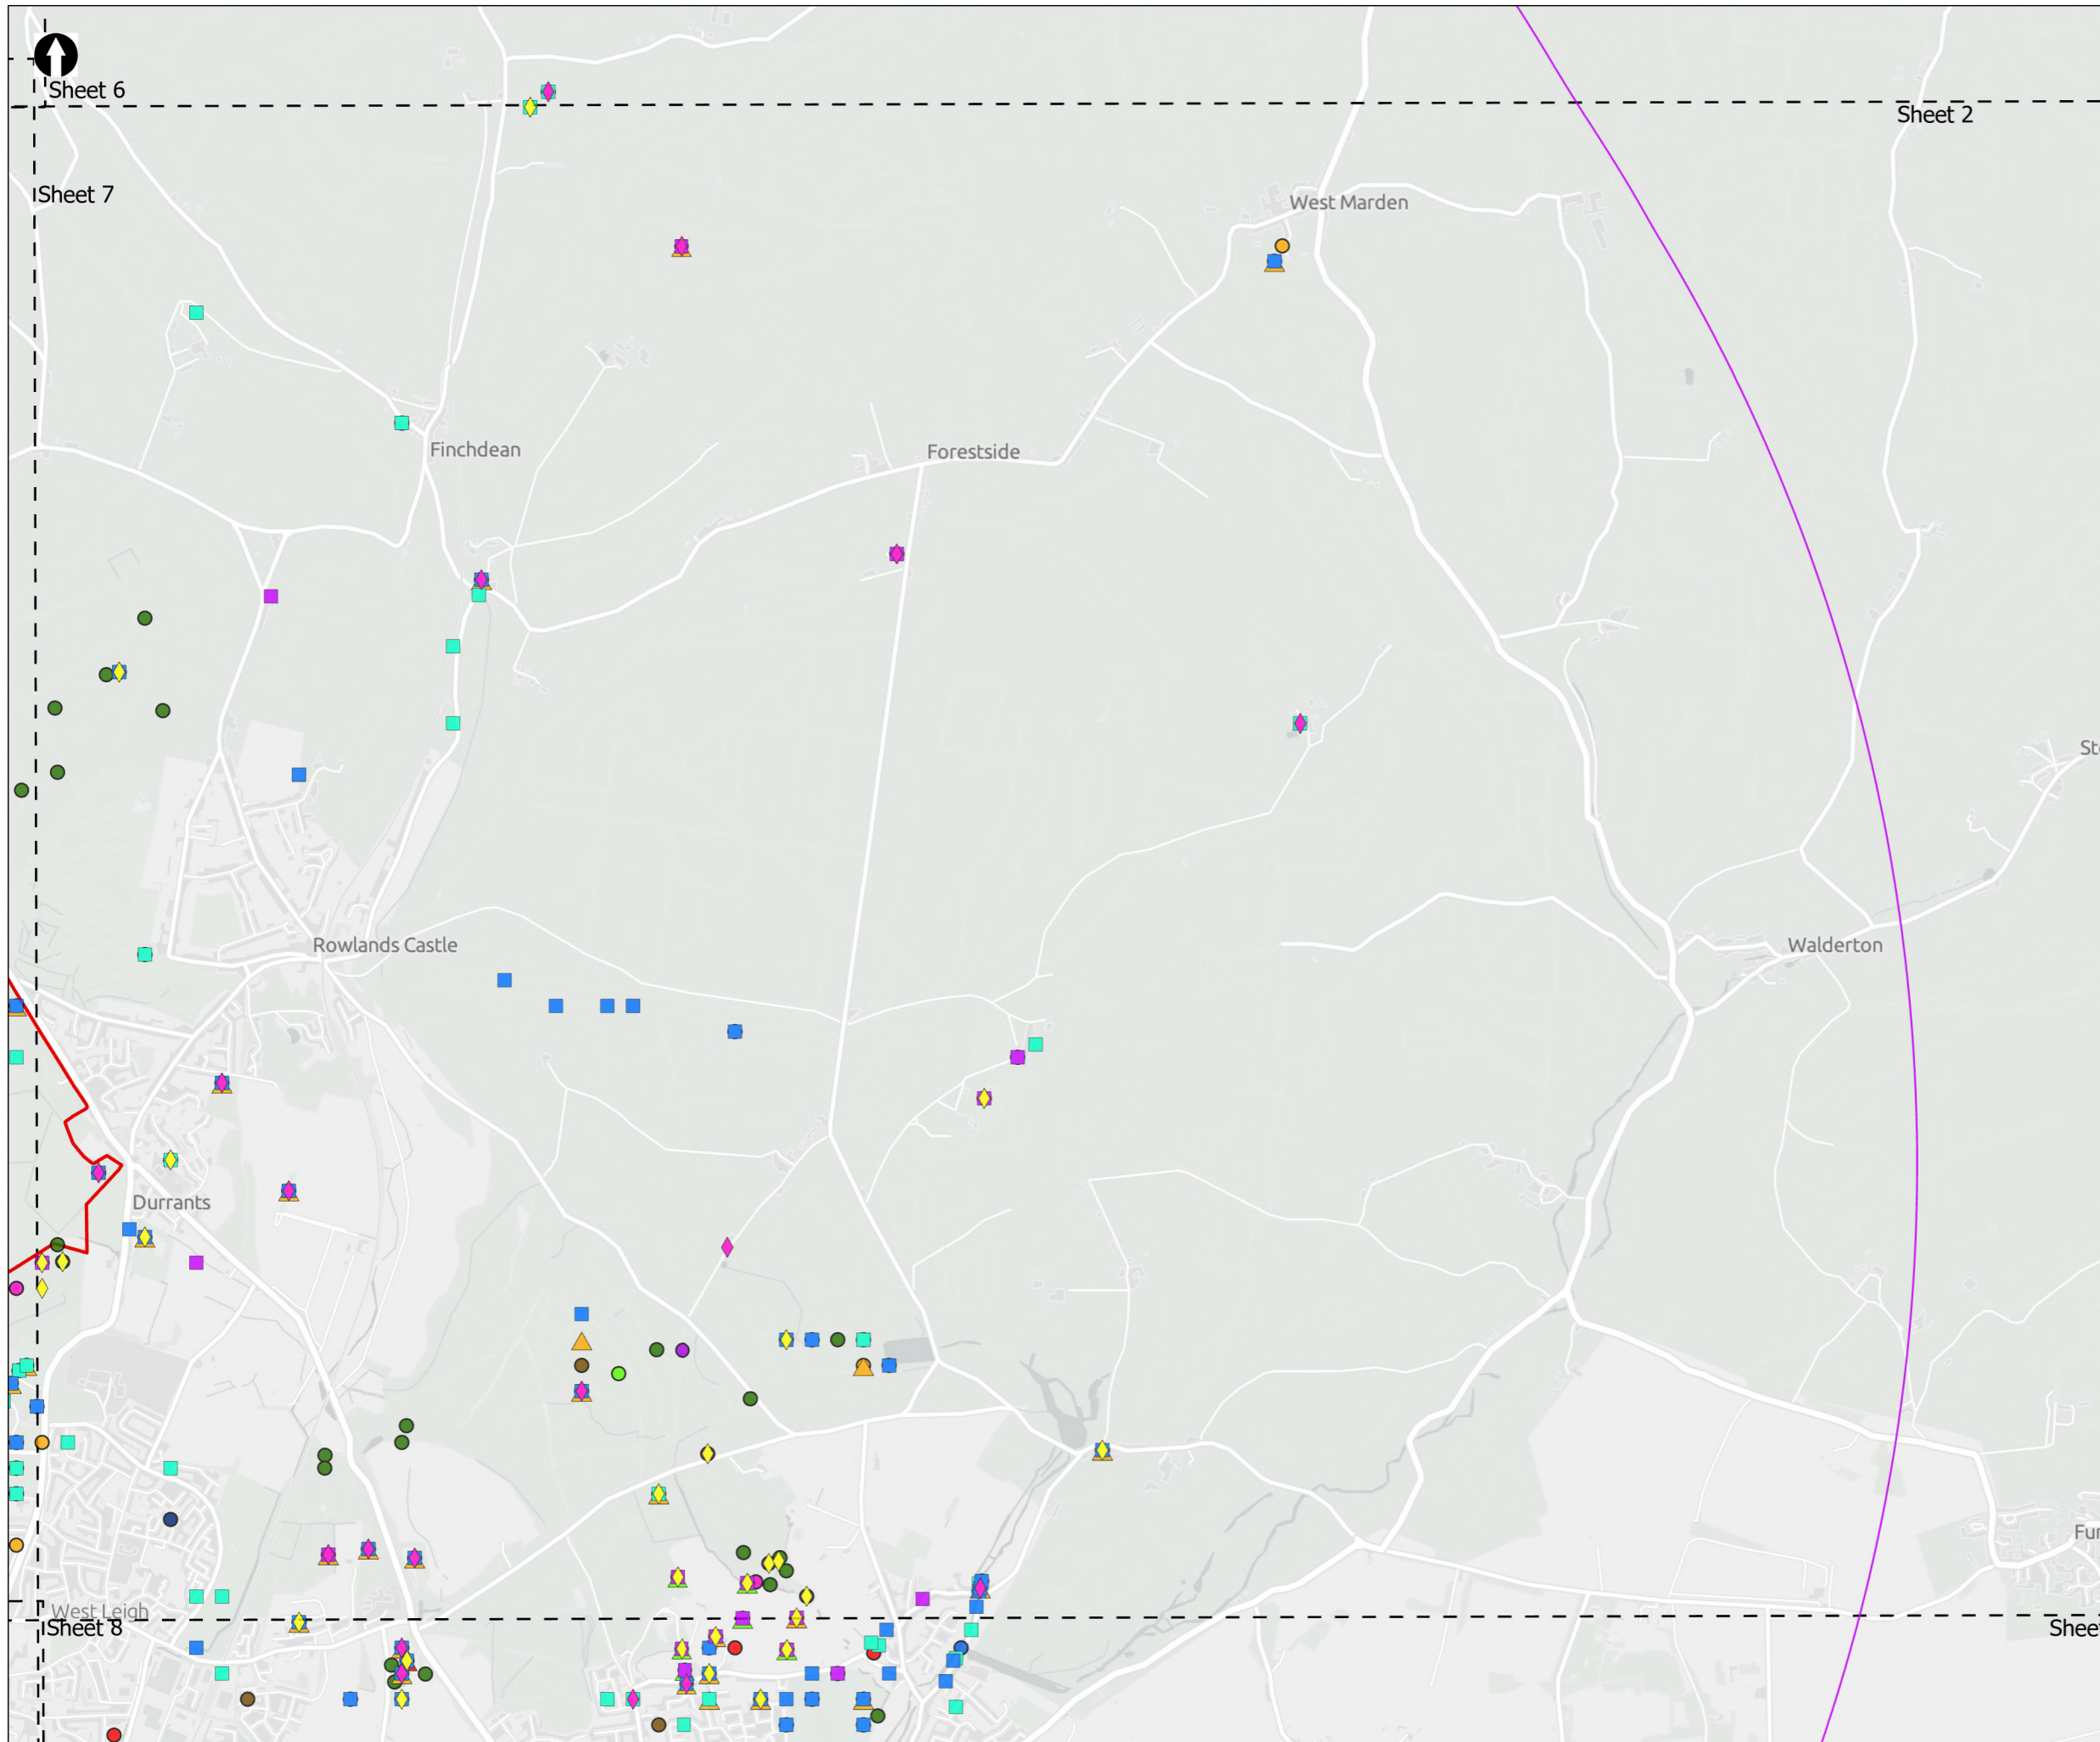 Sheet 6
Sheet 2
Sheet 7
West Marden
Finchdean
Forestside
Rowlands Castle
Walderton
Durrants
West Leigh
Sheet 8